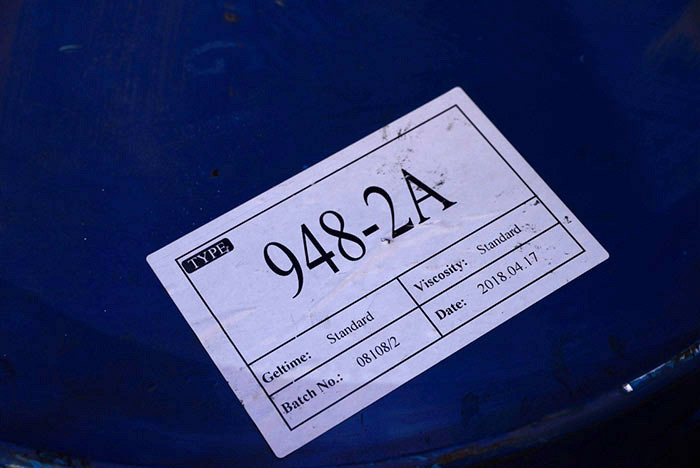 TYPE
948-2A
Geltime: Standard
Viscosity: Standard
Batch No.: 08108/2
Date: 2018.04.17